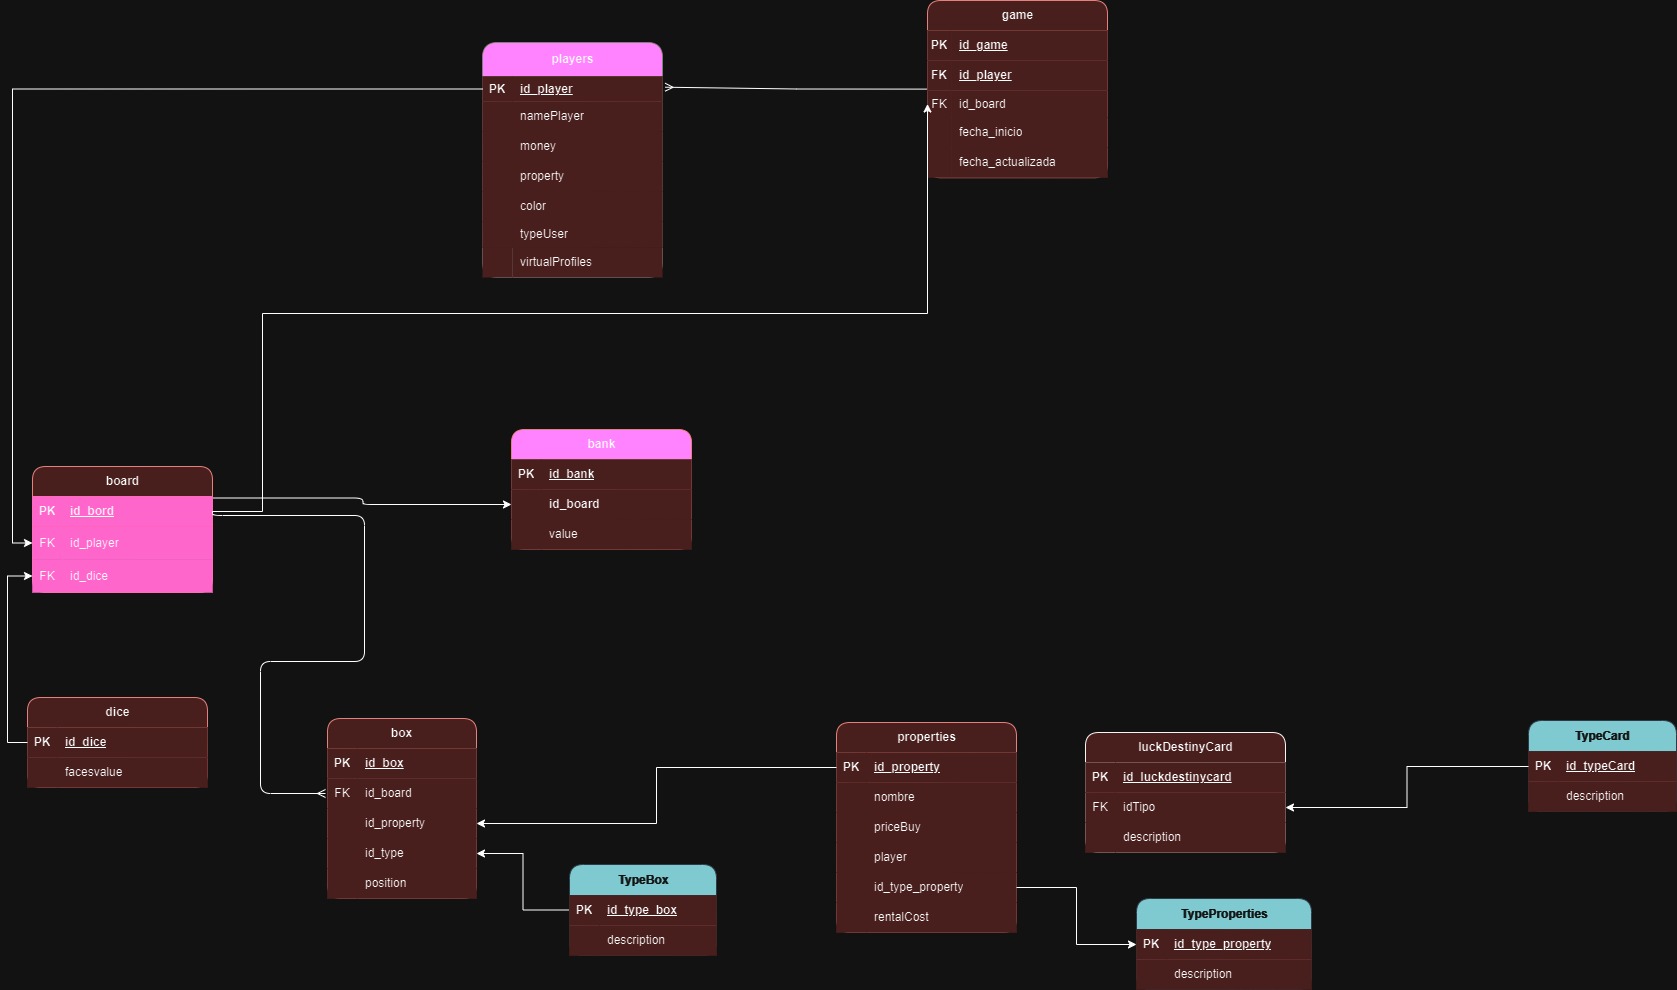 game
PK id_game
FK id_player
FK id_board
fecha_inicio
fecha_actualizada
players
PK id_player
namePlayer
money
property
color
typeUser
virtualProfiles
bank
PK id_bank
id_board
value
board
PK id_bord
FK id_player
FK id_dice
dice
PK id_dice
facesvalue
box
PK id_box
FK id_board
id_property
id_type
position
TypeBox
PK id_type_box
description
properties
PK id_property
nombre
priceBuy
player
id_type_property
rentalCost
luckDestinyCard
PK id_luckdestinycard
FK idTipo
description
TypeCard
PK id_typeCard
description
TypeProperties
PK id_type_property
description